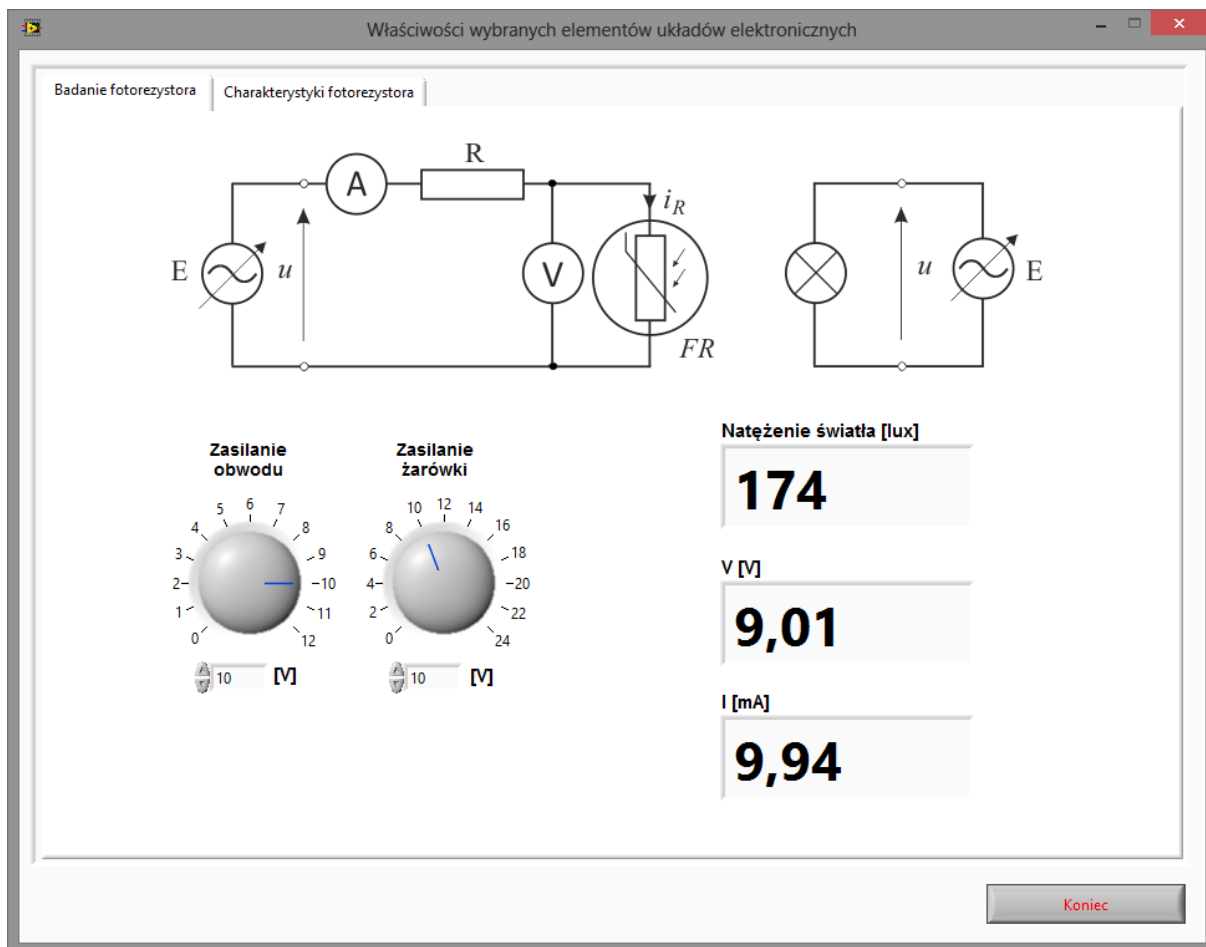 Właściwości wybranych elementów układów elektronicznych
Badanie fotorezystora
Charakterystyki fotorezystora
R
A
i_R
E
u
V
FR
u
E
Zasilanie
obwodu
0 1 2 3 4 5 6 7 8 9 10 11 12
10 [V]
Zasilanie
żarówki
0 2 4 6 8 10 12 14 16 18 20 22 24
10 [V]
Natężenie światła [lux]
174
V [V]
9,01
I [mA]
9,94
Koniec